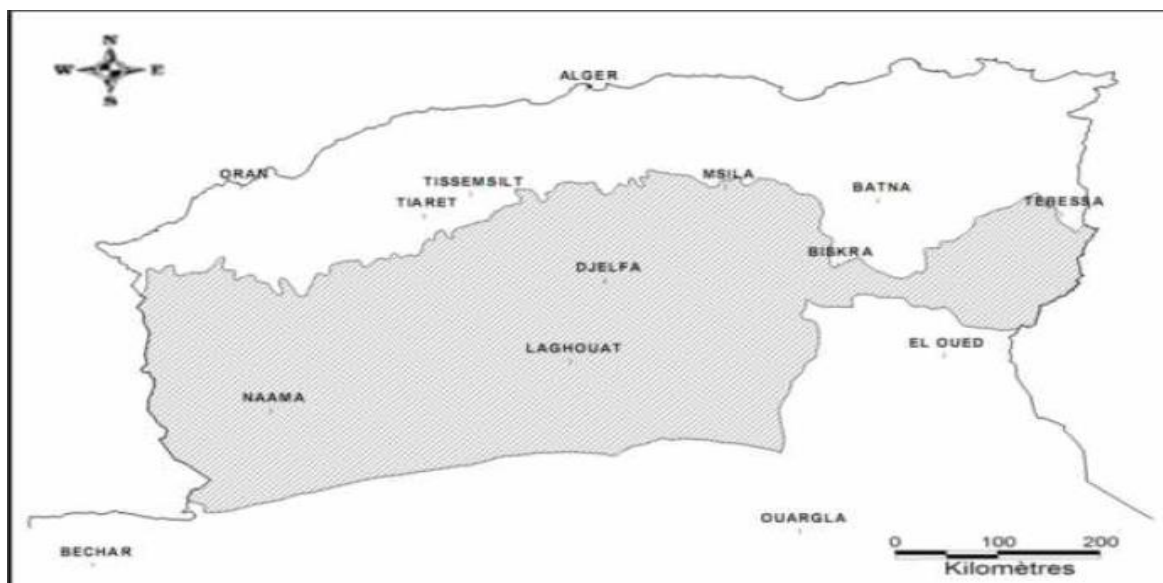 N
W E
S
ALGER
ORAN
TISSEMSILT
MSILA
BATNA
TIARET
TEBESSA
BISKRA
DJELFA
EL OUED
LAGHOUAT
NAAMA
OUARGLA
BECHAR
0 100 200
Kilomètres